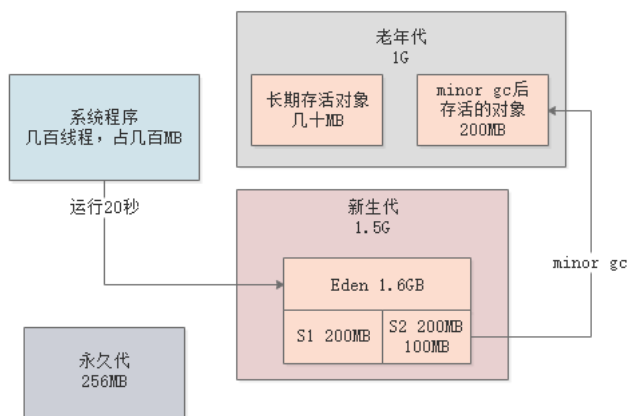 老年代
1G
长期存活对象
几十MB
minor gc后
存活的对象
200MB
系统程序
几百线程，占几百MB
运行20秒
新生代
1.5G
Eden 1.6GB
S1 200MB
S2 200MB
100MB
minor gc
永久代
256MB